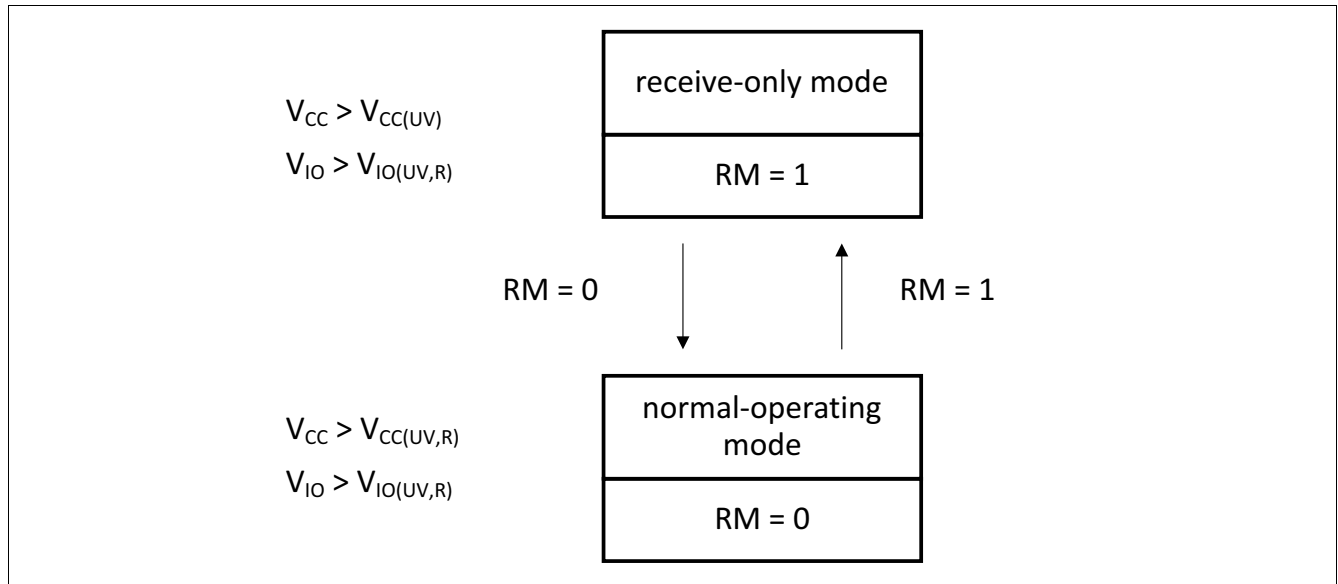 receive-only mode
V_CC > V_CC(UV)
V_IO > V_IO(UV,R)
RM = 1
RM = 0
RM = 1
normal-operating
mode
V_CC > V_CC(UV,R)
V_IO > V_IO(UV,R)
RM = 0